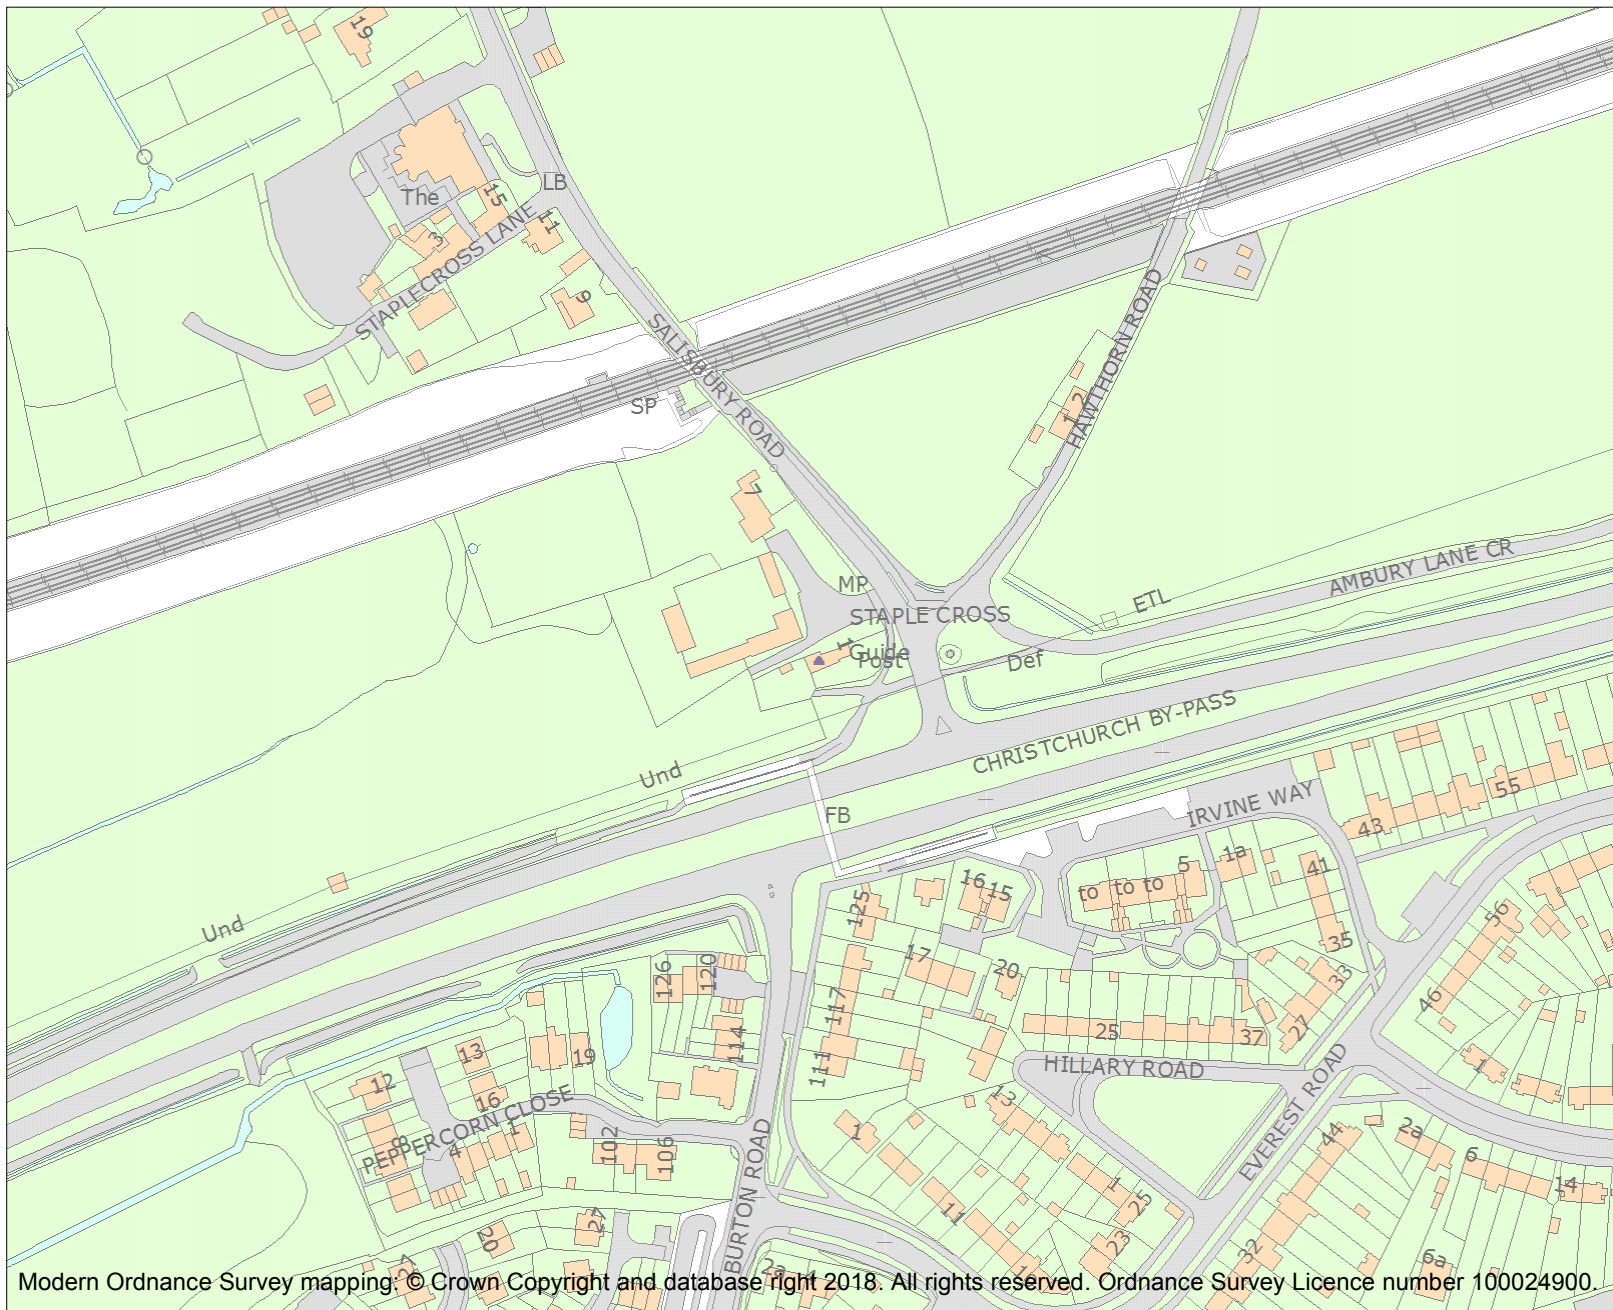 19
The
15
LB
11
3
STAPLECROSS LANE
9
SALISBURY ROAD
HAWTHORN ROAD
SP
1 2
7
MP
STAPLE CROSS
1
Guide
Post
Def
ETL
AMBURY LANE CR
CHRISTCHURCH BY-PASS
Und
FB
IRVINE WAY
55
43
Und
125
16
15
to
to
to
5
1a
41
56
35
17
20
126
120
33
46
117
114
111
25
37
27
13
19
HILLARY ROAD
1
12
16
13
EVEREST ROAD
PEPPERCORN CLOSE
8
4
1
102
106
1
44
2a
6
14
1
25
BURTON ROAD
11
23
32
20
27
6a
2a
Modern Ordnance Survey mapping: © Crown Copyright and database right 2018. All rights reserved. Ordnance Survey Licence number 100024900.